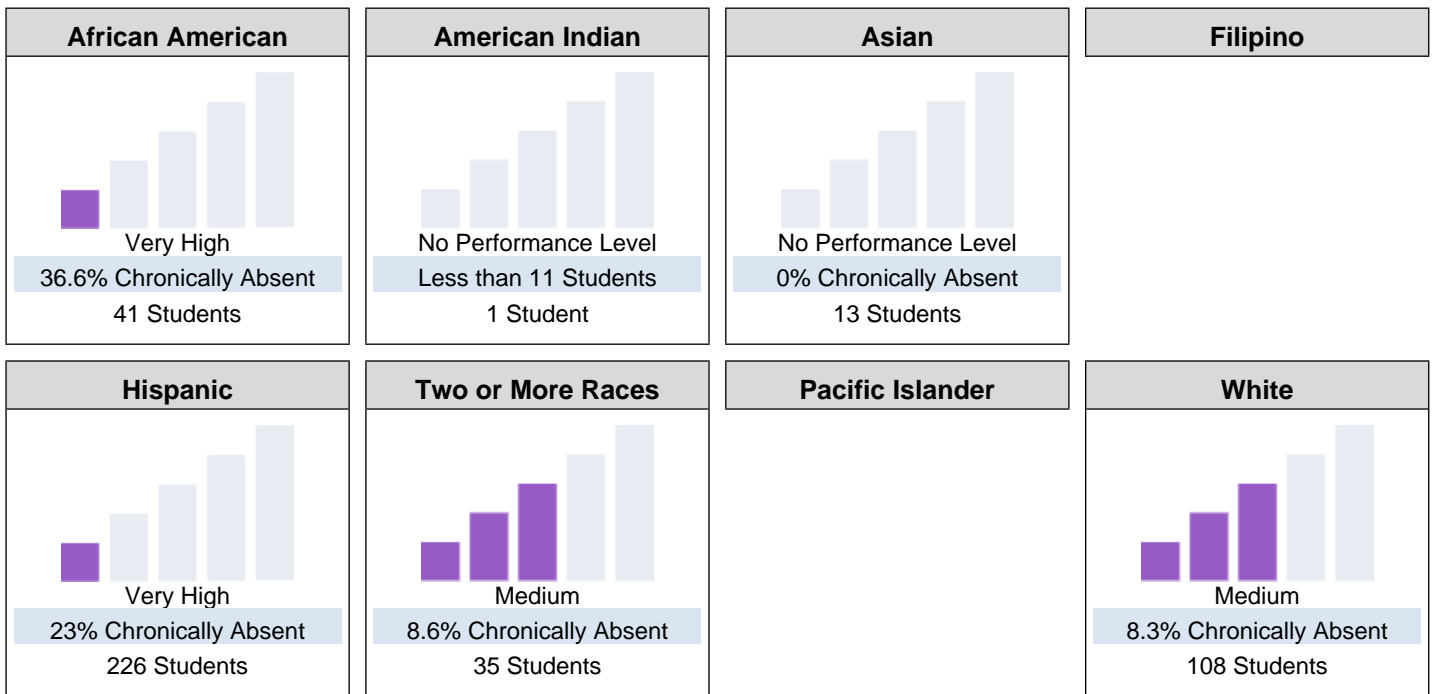 African American
Very High
36.6% Chronically Absent
41 Students
American Indian
No Performance Level
Less than 11 Students
1 Student
Asian
No Performance Level
0% Chronically Absent
13 Students
Filipino
Hispanic
Very High
23% Chronically Absent
226 Students
Two or More Races
Medium
8.6% Chronically Absent
35 Students
Pacific Islander
White
Medium
8.3% Chronically Absent
108 Students